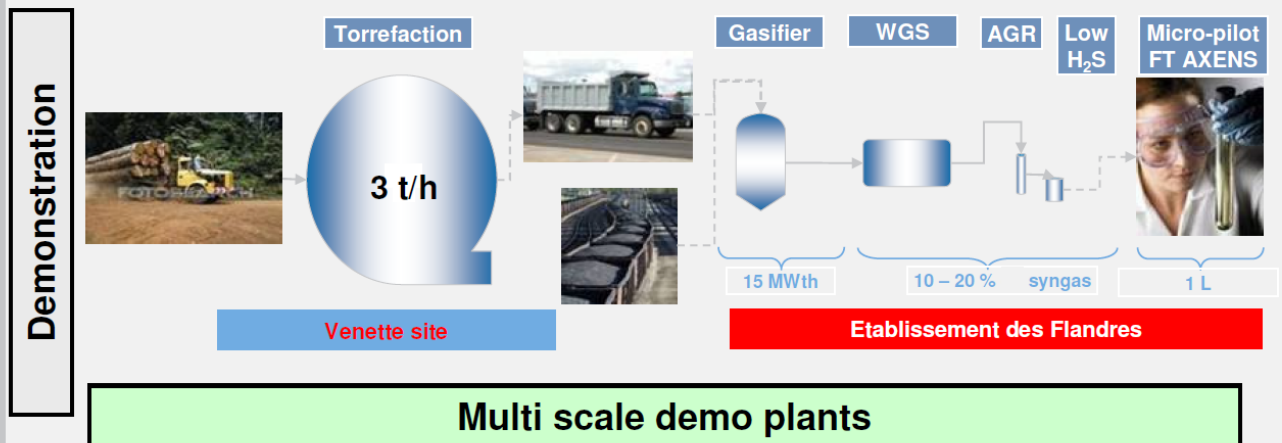 Demonstration
Torrefaction
Gasifier
WGS
AGR
Low
H₂S
Micro-pilot
FT AXENS
FOTOSEARCH
3 t/h
15 MWth
10 – 20 % syngas
1 L
Venette site
Etablissement des Flandres
Multi scale demo plants